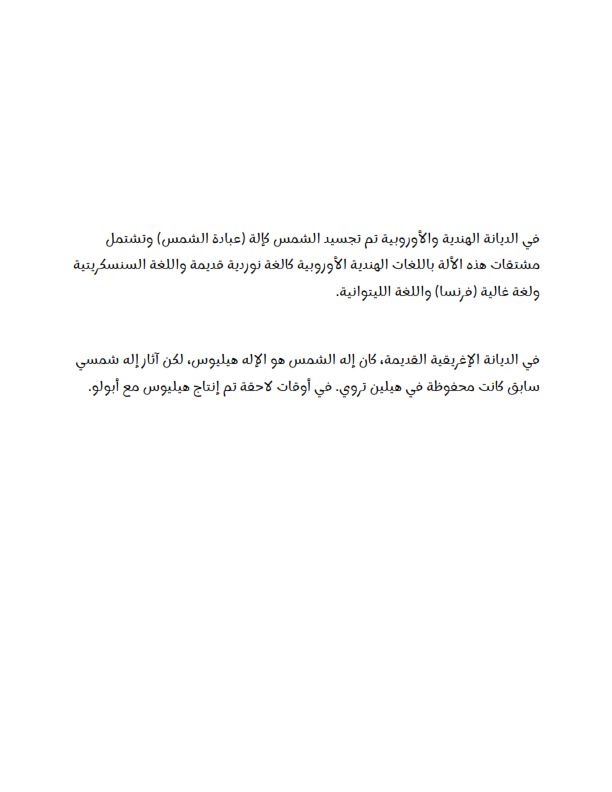 في الديانة الهندية والأوروبية تم تجسيد الشمس كإلة (عبادة الشمس) وتشتمل
مشتقات هذه الألة باللغات الهندية الأوروبية كالغة نوردية قديمة واللغة السنسكريتية
ولغة غالية (فرنسا) واللغة الليتوانية.
في الديانة الإغريقية القديمة، كان إله الشمس هو الإله هيليوس، لكن آثار إله شمسي
سابق كانت محفوظة في هيلين تروي. في أوقات لاحقة تم إنتاج هيليوس مع أبولو.